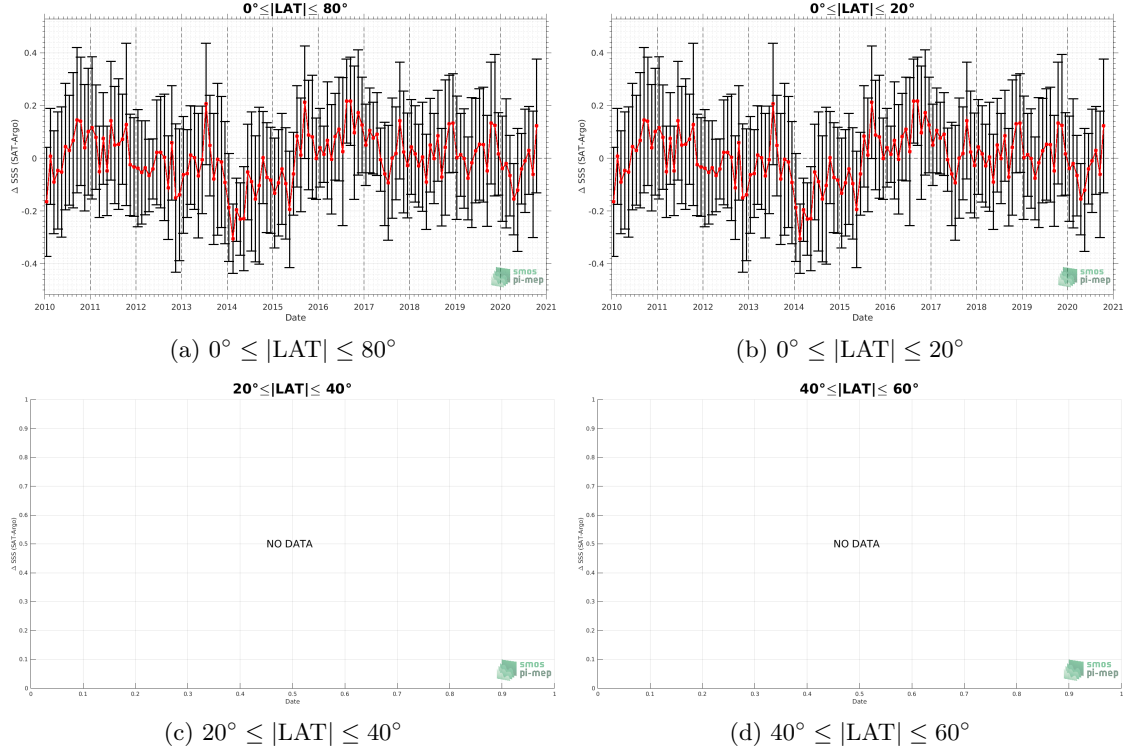 0°≤|LAT|≤ 80°
Δ SSS (SAT-Argo)
0.4
0.2
0
-0.2
-0.4
2010 2011 2012 2013 2014 2015 2016 2017 2018 2019 2020 2021
Date
smos
pi-mep
(a) 0° ≤ |LAT| ≤ 80°
0°≤|LAT|≤ 20°
Δ SSS (SAT-Argo)
0.4
0.2
0
-0.2
-0.4
2010 2011 2012 2013 2014 2015 2016 2017 2018 2019 2020 2021
Date
smos
pi-mep
(b) 0° ≤ |LAT| ≤ 20°
20°≤|LAT|≤ 40°
Δ SSS (SAT-Argo)
1
0.9
0.8
0.7
0.6
0.5
0.4
0.3
0.2
0.1
0
NO DATA
0 0.1 0.2 0.3 0.4 0.5 0.6 0.7 0.8 0.9 1
Date
smos
pi-mep
(c) 20° ≤ |LAT| ≤ 40°
40°≤|LAT|≤ 60°
Δ SSS (SAT-Argo)
1
0.9
0.8
0.7
0.6
0.5
0.4
0.3
0.2
0.1
0
NO DATA
0 0.1 0.2 0.3 0.4 0.5 0.6 0.7 0.8 0.9 1
Date
smos
pi-mep
(d) 40° ≤ |LAT| ≤ 60°